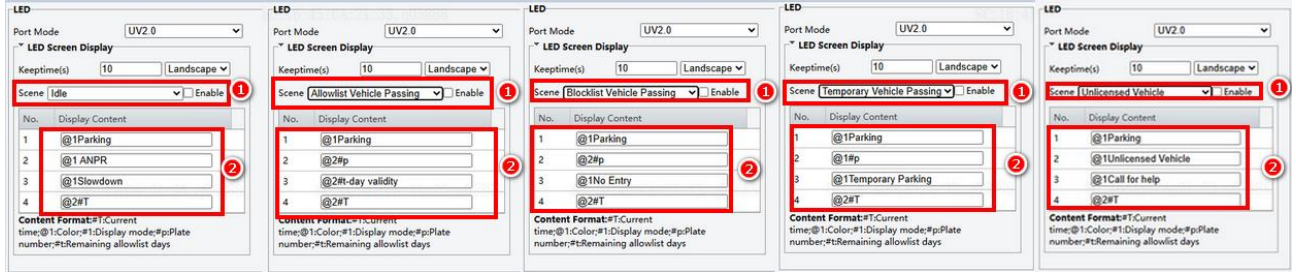 LED
Port Mode UV2.0
LED Screen Display
Keeptime(s) 10 Landscape
Scene Idle Enable
1
No. Display Content
1 @1Parking
2 @1 ANPR
3 @1Slowdown
4 @2#T
2
Content Format:#T:Current
time;@1:Color;#1:Display mode;#p:Plate
number;#t:Remaining allowlist days
LED
Port Mode UV2.0
LED Screen Display
Keeptime(s) 10 Landscape
Scene Allowlist Vehicle Passing Enable
1
No. Display Content
1 @1Parking
2 @2#p
3 @2#t-day validity
4 @2#T
2
Content Format:#T:Current
time;@1:Color;#1:Display mode;#p:Plate
number;#t:Remaining allowlist days
LED
Port Mode UV2.0
LED Screen Display
Keeptime(s) 10 Landscape
Scene Blocklist Vehicle Passing Enable
1
No. Display Content
1 @1Parking
2 @2#p
3 @1No Entry
4 @2#T
2
Content Format:#T:Current
time;@1:Color;#1:Display mode;#p:Plate
number;#t:Remaining allowlist days
LED
Port Mode UV2.0
LED Screen Display
Keeptime(s) 10 Landscape
Scene Temporary Vehicle Passing Enable
1
No. Display Content
1 @1Parking
2 @1#p
3 @1Temporary Parking
4 @2#T
2
Content Format:#T:Current
time;@1:Color;#1:Display mode;#p:Plate
number;#t:Remaining allowlist days
LED
Port Mode UV2.0
LED Screen Display
Keeptime(s) 10 Landscape
Scene Unlicensed Vehicle Enable
1
No. Display Content
1 @1Parking
2 @1Unlicensed Vehicle
3 @1Call for help
4 @2#T
2
Content Format:#T:Current
time;@1:Color;#1:Display mode;#p:Plate
number;#t:Remaining allowlist days